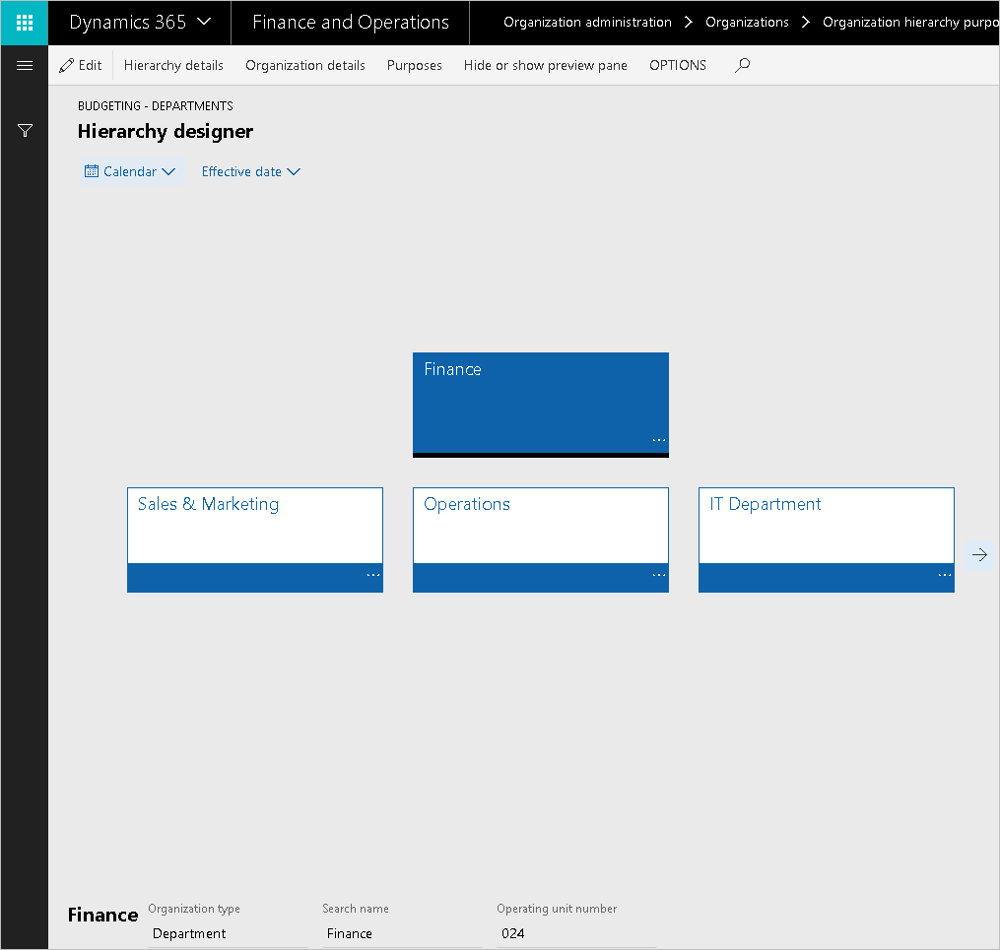 Dynamics 365 Finance and Operations Organization administration Organizations Organization hierarchy purpo
Edit Hierarchy details Organization details Purposes Hide or show preview pane OPTIONS
BUDGETING - DEPARTMENTS
Hierarchy designer
Calendar Effective date
Finance
...
Sales & Marketing Operations IT Department
... ... ...
Finance Organization type Search name Operating unit number
Department Finance 024